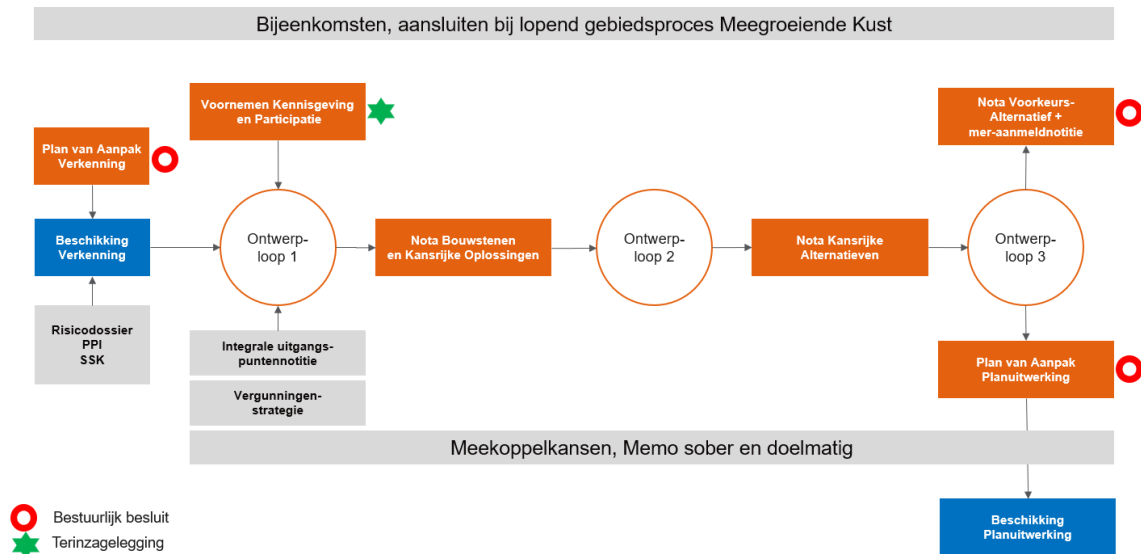 Bijeenkomsten, aansluiten bij lopend gebiedsproces Meegroeiende Kust
Voornemen Kennisgeving
en Participatie
Nota Voorkeurs-
Alternatief +
mer-aanmeldnotitie
Plan van Aanpak
Verkenning
Beschikking
Verkenning
Ontwerp-
loop 1
Nota Bouwstenen
en Kansrijke Oplossingen
Ontwerp-
loop 2
Nota Kansrijke
Alternatieven
Ontwerp-
loop 3
Risicodossier
PPI
SSK
Integrale uitgangs-
puntennotitie
Vergunningen-
strategie
Plan van Aanpak
Planuitwerking
Meekoppelkansen, Memo sober en doelmatig
Bestuurlijk besluit
Terinzagelegging
Beschikking
Planuitwerking